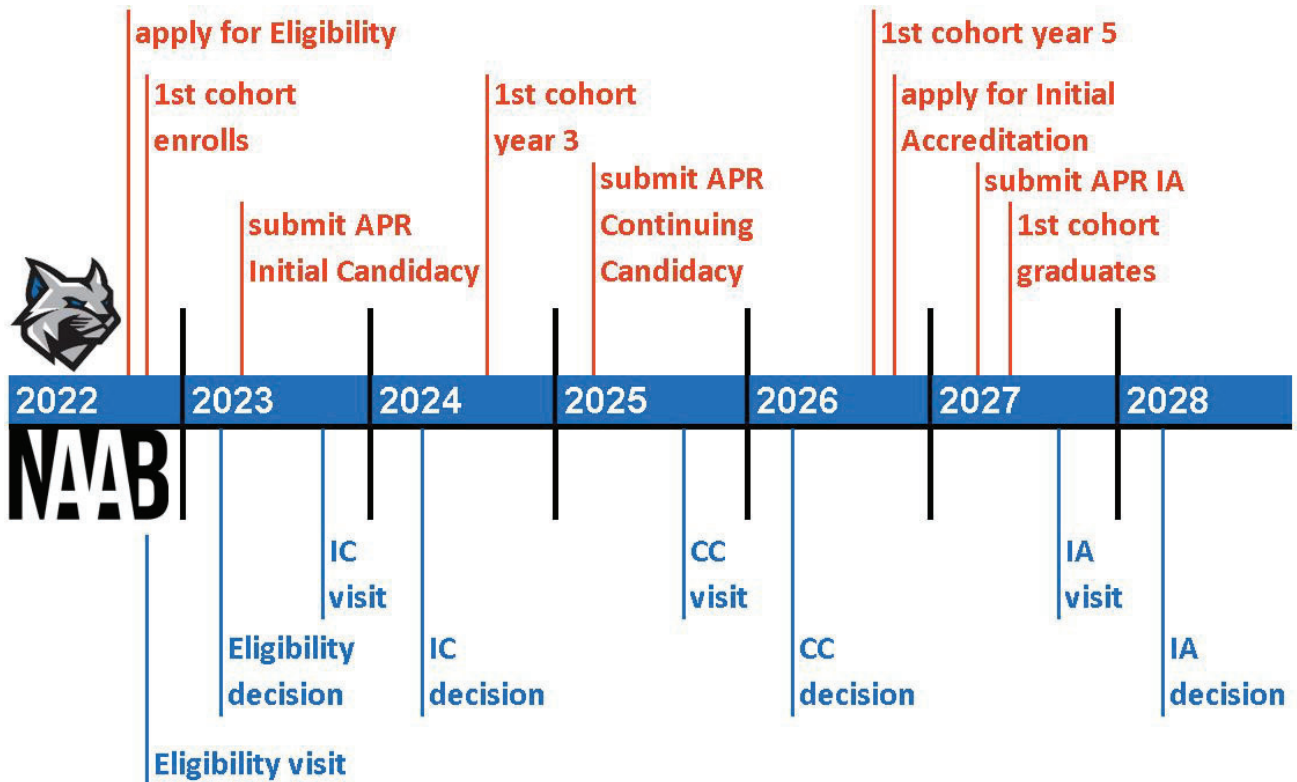 apply for Eligibility
1st cohort
enrolls
submit APR
Initial Candidacy
1st cohort
year 3
submit APR
Continuing
Candidacy
1st cohort year 5
apply for Initial
Accreditation
submit APR IA
1st cohort
graduates
2022 2023 2024 2025 2026 2027 2028
NAAB
Eligibility visit
Eligibility
decision
IC
visit
IC
decision
CC
visit
CC
decision
IA
visit
IA
decision